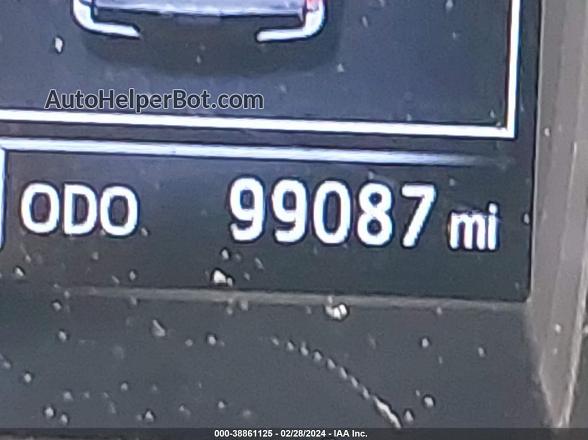 AutoHelperBot.com
ODO 99087 mi
000-38861125 - 02/28/2024 - IAA Inc.